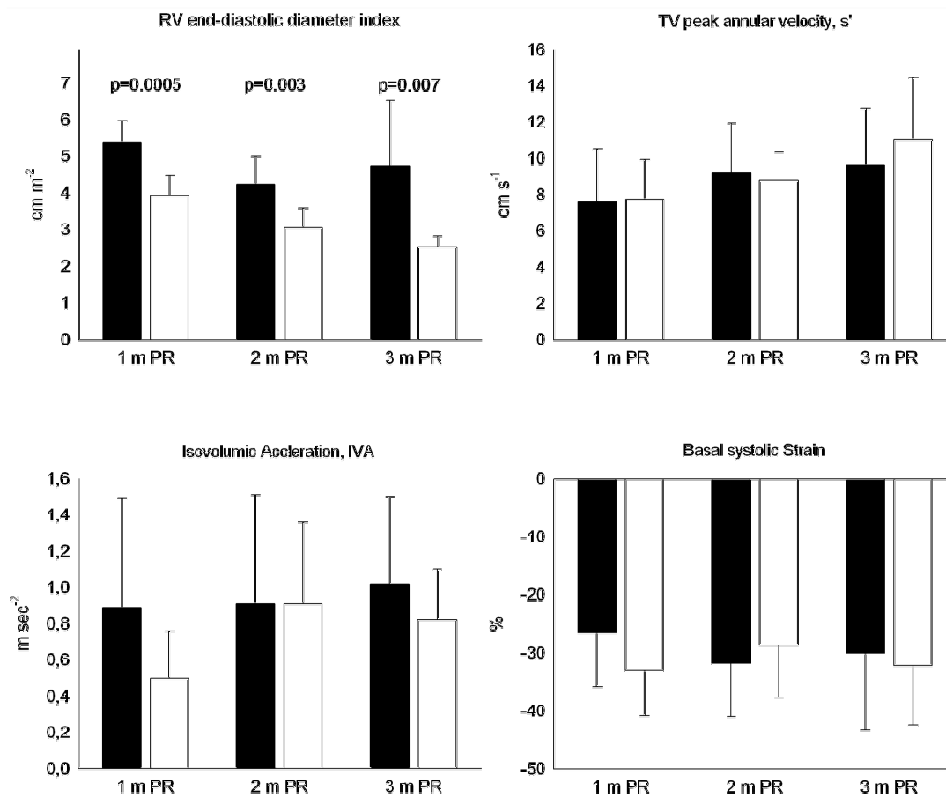 RV end-diastolic diameter index
7
6
5
4
3
2
1
0
cm m⁻²
p=0.0005 p=0.003 p=0.007
1 m PR 2 m PR 3 m PR
TV peak annular velocity, s'
16
14
12
10
8
6
4
2
0
cm s⁻¹
1 m PR 2 m PR 3 m PR
Isovolumic Accleration, IVA
1,6
1,4
1,2
1,0
0,8
0,6
0,4
0,2
0,0
m sec⁻²
1 m PR 2 m PR 3 m PR
Basal systolic Strain
0
-10
-20
-30
-40
-50
%
1 m PR 2 m PR 3 m PR